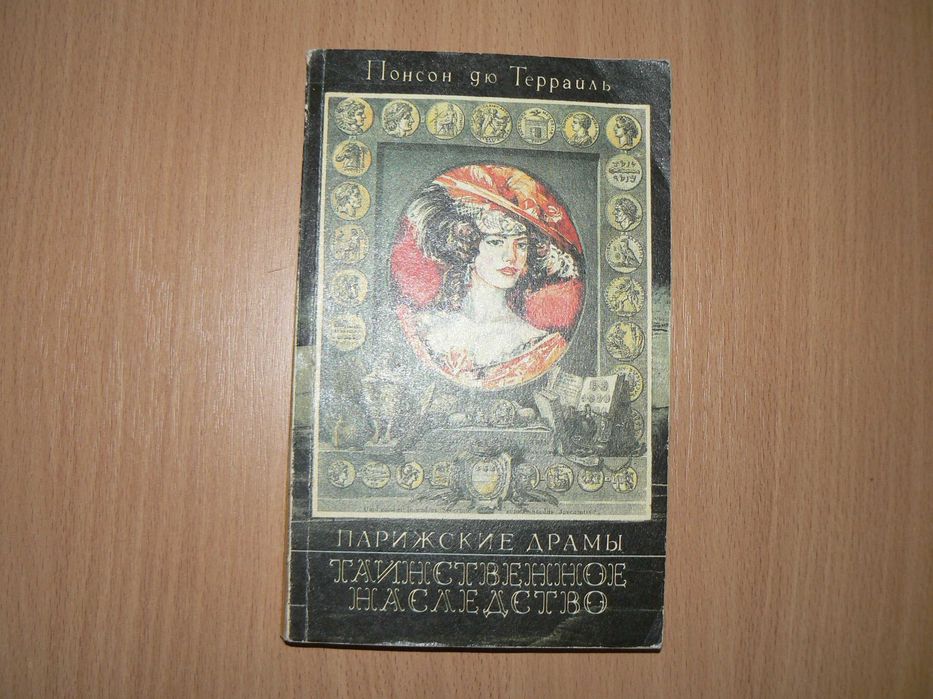 Понсон дю Террайль
ПАРИЖСКИЕ ДРАМЫ
ТАИНСТВЕННОЕ
НАСЛЕДСТВО